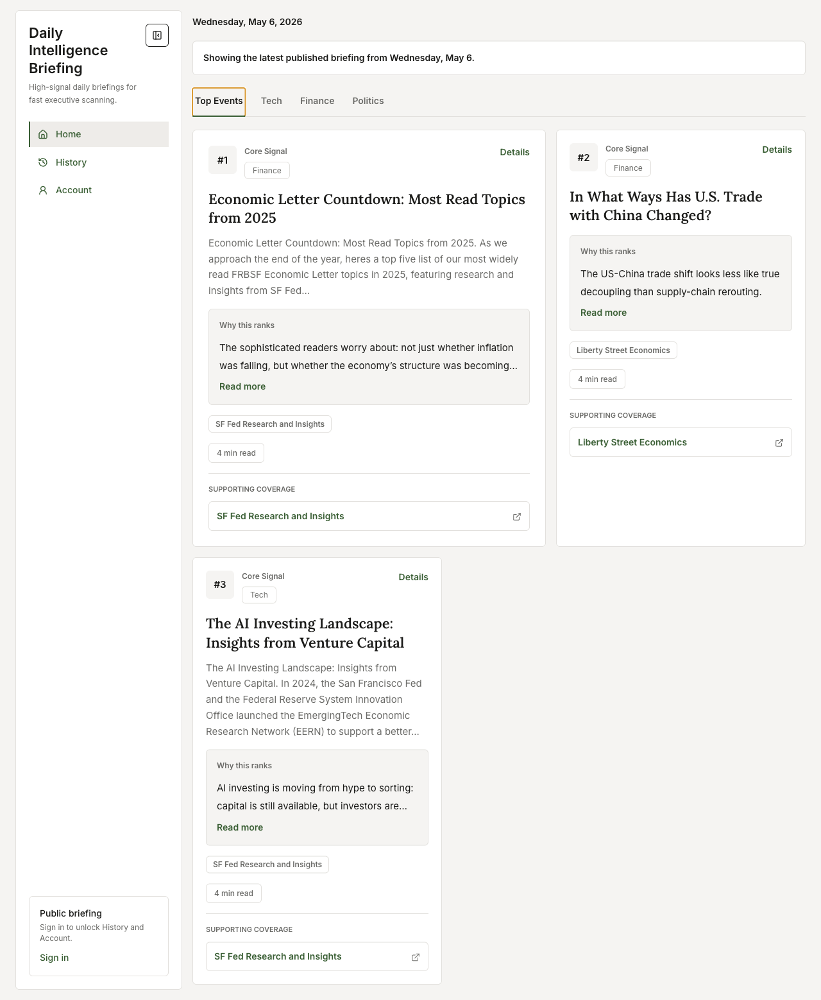 Daily
Intelligence
Briefing
High-signal daily briefings for
fast executive scanning.
Home
History
Account
Public briefing
Sign in to unlock History and
Account.
Sign in
Wednesday, May 6, 2026
Showing the latest published briefing from Wednesday, May 6.
Top Events Tech Finance Politics
#1
Core Signal
Finance
Details
Economic Letter Countdown: Most Read Topics
from 2025
Economic Letter Countdown: Most Read Topics from 2025. As we
approach the end of the year, heres a top five list of our most widely
read FRBSF Economic Letter topics in 2025, featuring research and
insights from SF Fed...
Why this ranks
The sophisticated readers worry about: not just whether inflation
was falling, but whether the economy’s structure was becoming...
Read more
SF Fed Research and Insights
4 min read
SUPPORTING COVERAGE
SF Fed Research and Insights
#2
Core Signal
Finance
Details
In What Ways Has U.S. Trade
with China Changed?
Why this ranks
The US-China trade shift looks less like true
decoupling than supply-chain rerouting.
Read more
Liberty Street Economics
4 min read
SUPPORTING COVERAGE
Liberty Street Economics
#3
Core Signal
Tech
Details
The AI Investing Landscape:
Insights from Venture Capital
The AI Investing Landscape: Insights from
Venture Capital. In 2024, the San Francisco Fed
and the Federal Reserve System Innovation
Office launched the EmergingTech Economic
Research Network (EERN) to support a better...
Why this ranks
AI investing is moving from hype to sorting:
capital is still available, but investors are...
Read more
SF Fed Research and Insights
4 min read
SUPPORTING COVERAGE
SF Fed Research and Insights